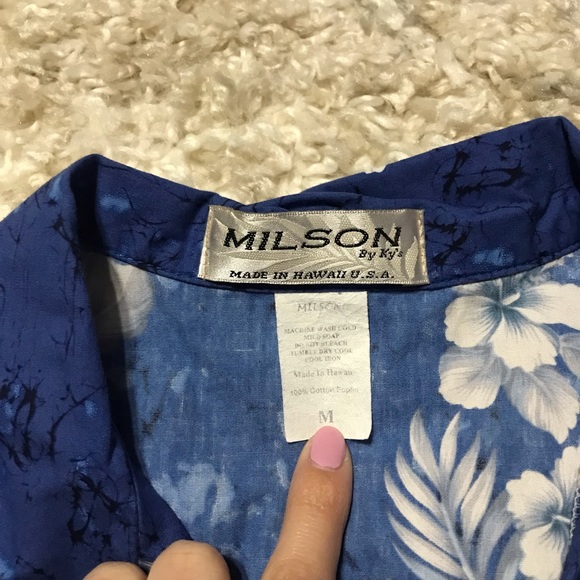 MILSON
By Ky's
MADE IN HAWAII U.S.A.
MILSON
MACHINE WASH COLD
MILD SOAP
DO NOT BLEACH
TUMBLE DRY COOL
COOL IRON
Made In Hawaii
100% Cotton Poplin
M